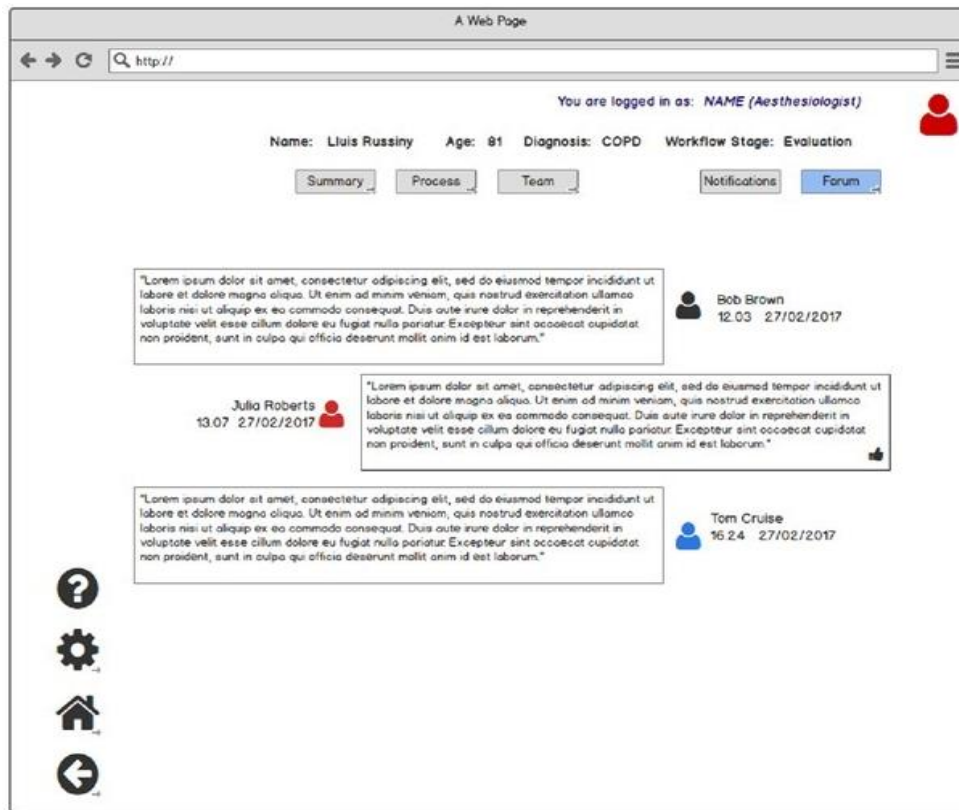 A Web Page
http://
You are logged in as: NAME (Aesthesiologist)
Name: Lluis Russiny Age: 81 Diagnosis: COPD Workflow Stage: Evaluation
Summary Process Team Notifications Forum
"Lorem ipsum dolor sit amet, consectetur adipiscing elit, sed do eiusmod tempor incididunt ut
labore et dolore magna aliqua. Ut enim ad minim veniam, quis nostrud exercitation ullamco
laboris nisi ut aliquip ex ea commodo consequat. Duis aute irure dolor in reprehenderit in
voluptate velit esse cillum dolore eu fugiat nulla pariatur. Excepteur sint occaecat cupidatat
non proident, sunt in culpa qui officia deserunt mollit anim id est laborum."
Bob Brown
12.03 27/02/2017
Julia Roberts
13.07 27/02/2017
"Lorem ipsum dolor sit amet, consectetur adipiscing elit, sed do eiusmod tempor incididunt ut
labore et dolore magna aliqua. Ut enim ad minim veniam, quis nostrud exercitation ullamco
laboris nisi ut aliquip ex ea commodo consequat. Duis aute irure dolor in reprehenderit in
voluptate velit esse cillum dolore eu fugiat nulla pariatur. Excepteur sint occaecat cupidatat
non proident, sunt in culpa qui officia deserunt mollit anim id est laborum."
"Lorem ipsum dolor sit amet, consectetur adipiscing elit, sed do eiusmod tempor incididunt ut
labore et dolore magna aliqua. Ut enim ad minim veniam, quis nostrud exercitation ullamco
laboris nisi ut aliquip ex ea commodo consequat. Duis aute irure dolor in reprehenderit in
voluptate velit esse cillum dolore eu fugiat nulla pariatur. Excepteur sint occaecat cupidatat
non proident, sunt in culpa qui officia deserunt mollit anim id est laborum."
Tom Cruise
16.24 27/02/2017